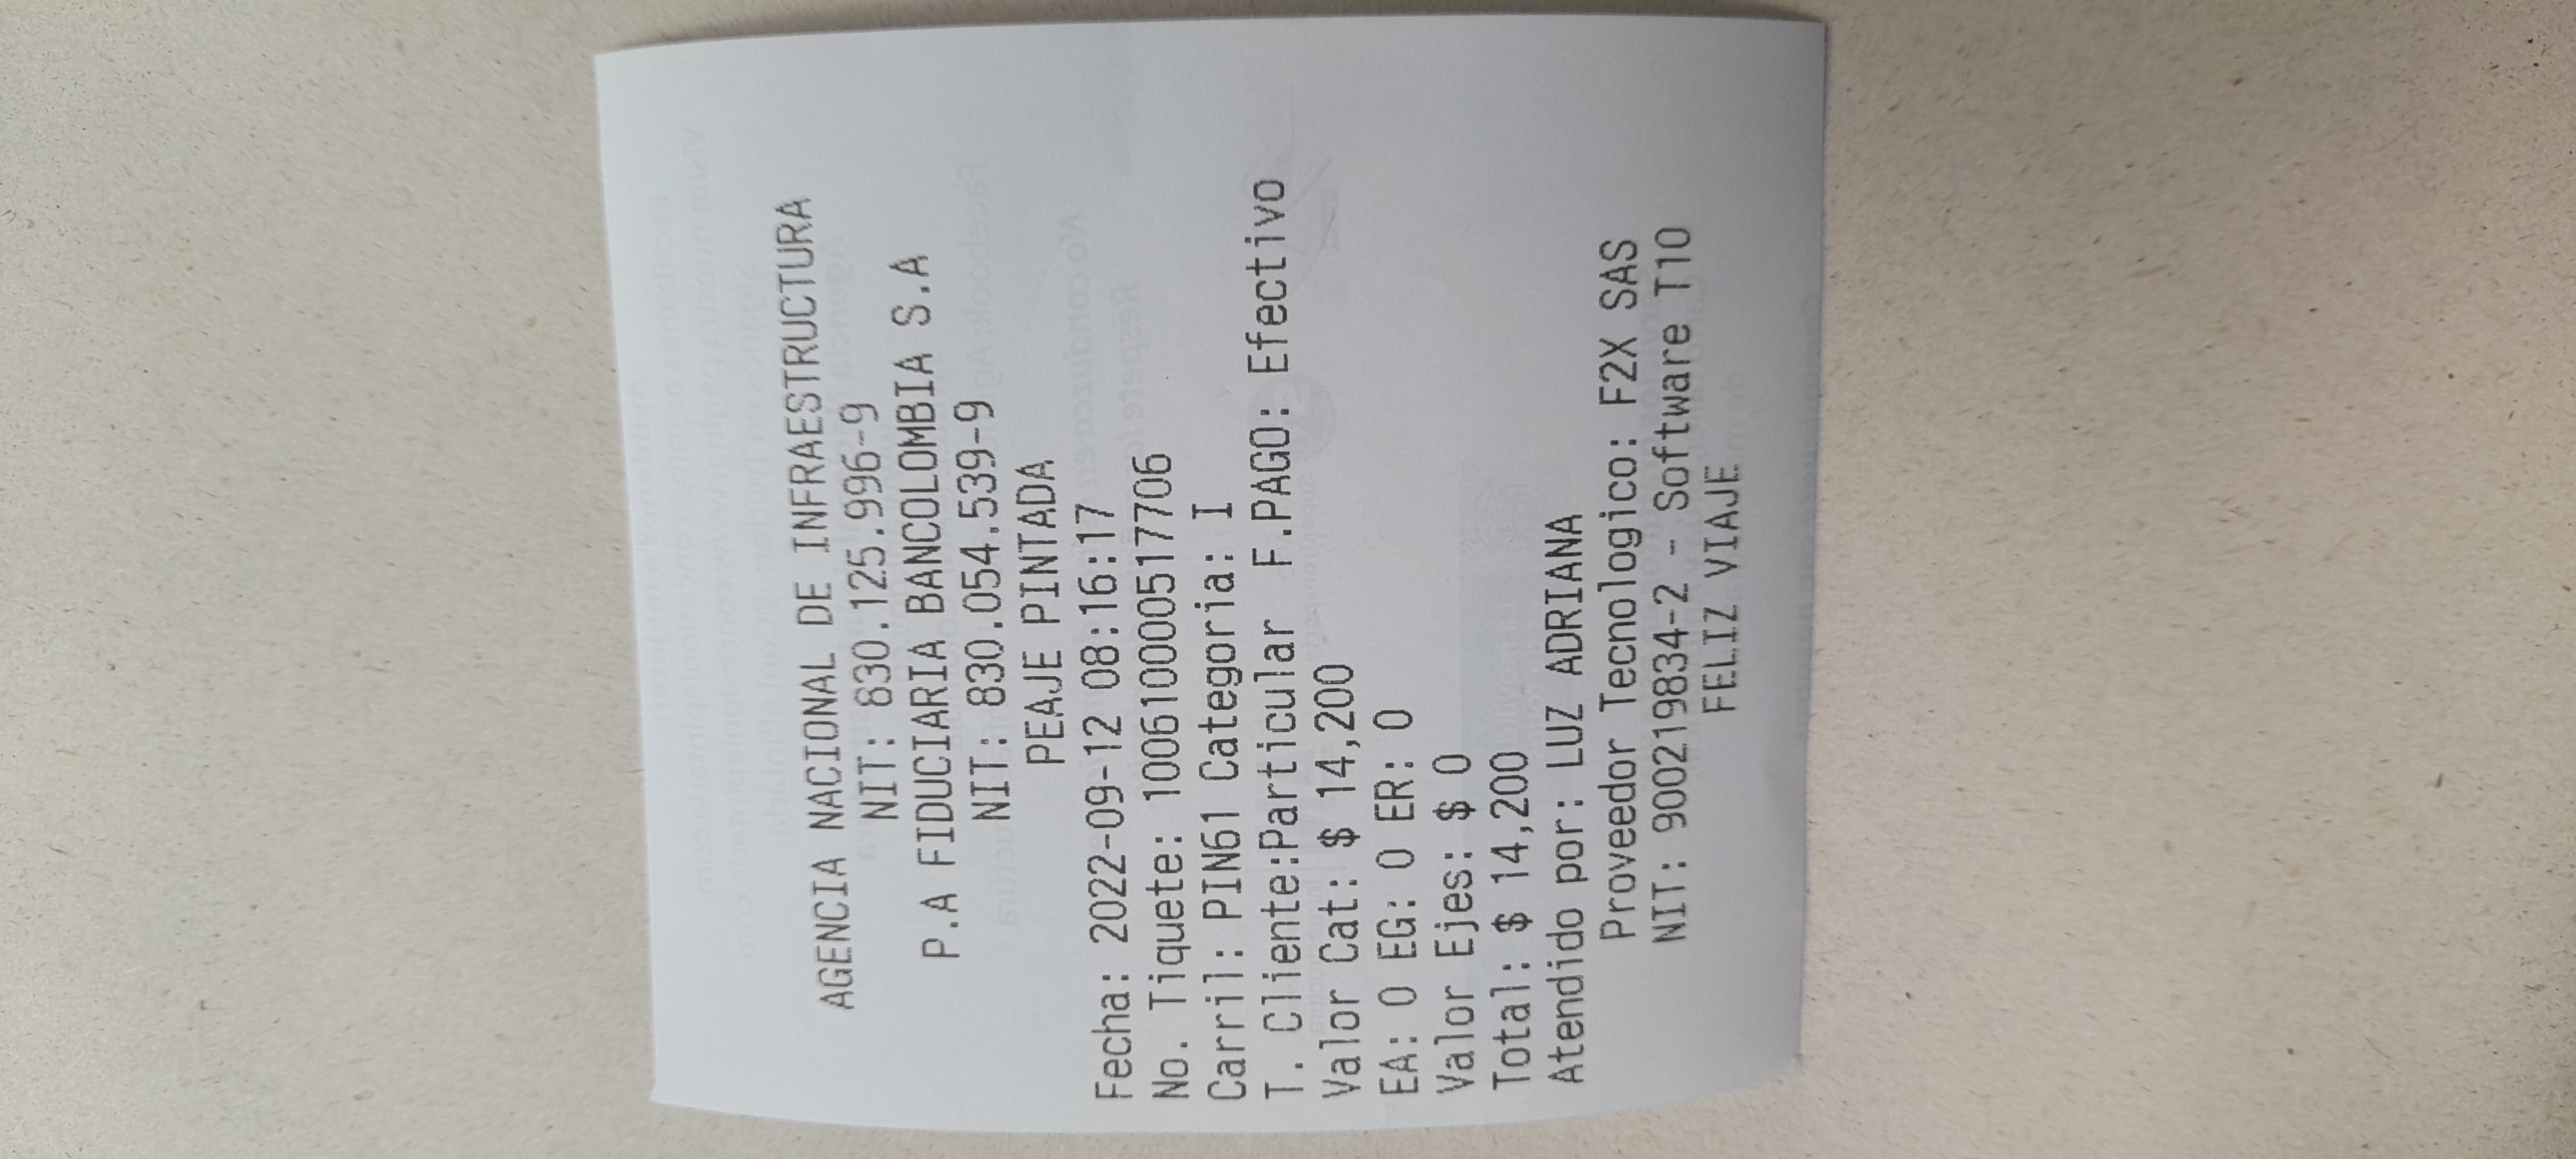 AGENCIA NACIONAL DE INFRAESTRUCTURA
NIT: 830.125.996-9
P.A FIDUCIARIA BANCOLOMBIA S.A
NIT: 830.054.539-9
PEAJE PINTADA
Fecha: 2022-09-12 08:16:17
No. Tiquete: 1006100000517706
Carril: PIN61 Categoria: I
T. Cliente:Particular F.PAGO: Efectivo
Valor Cat: $ 14,200
EA: 0 EG: 0 ER: 0
Valor Ejes: $ 0
Total: $ 14,200
Atendido por: LUZ ADRIANA
Proveedor Tecnologico: F2X SAS
NIT: 900219834-2 - Software T10
FELIZ VIAJE